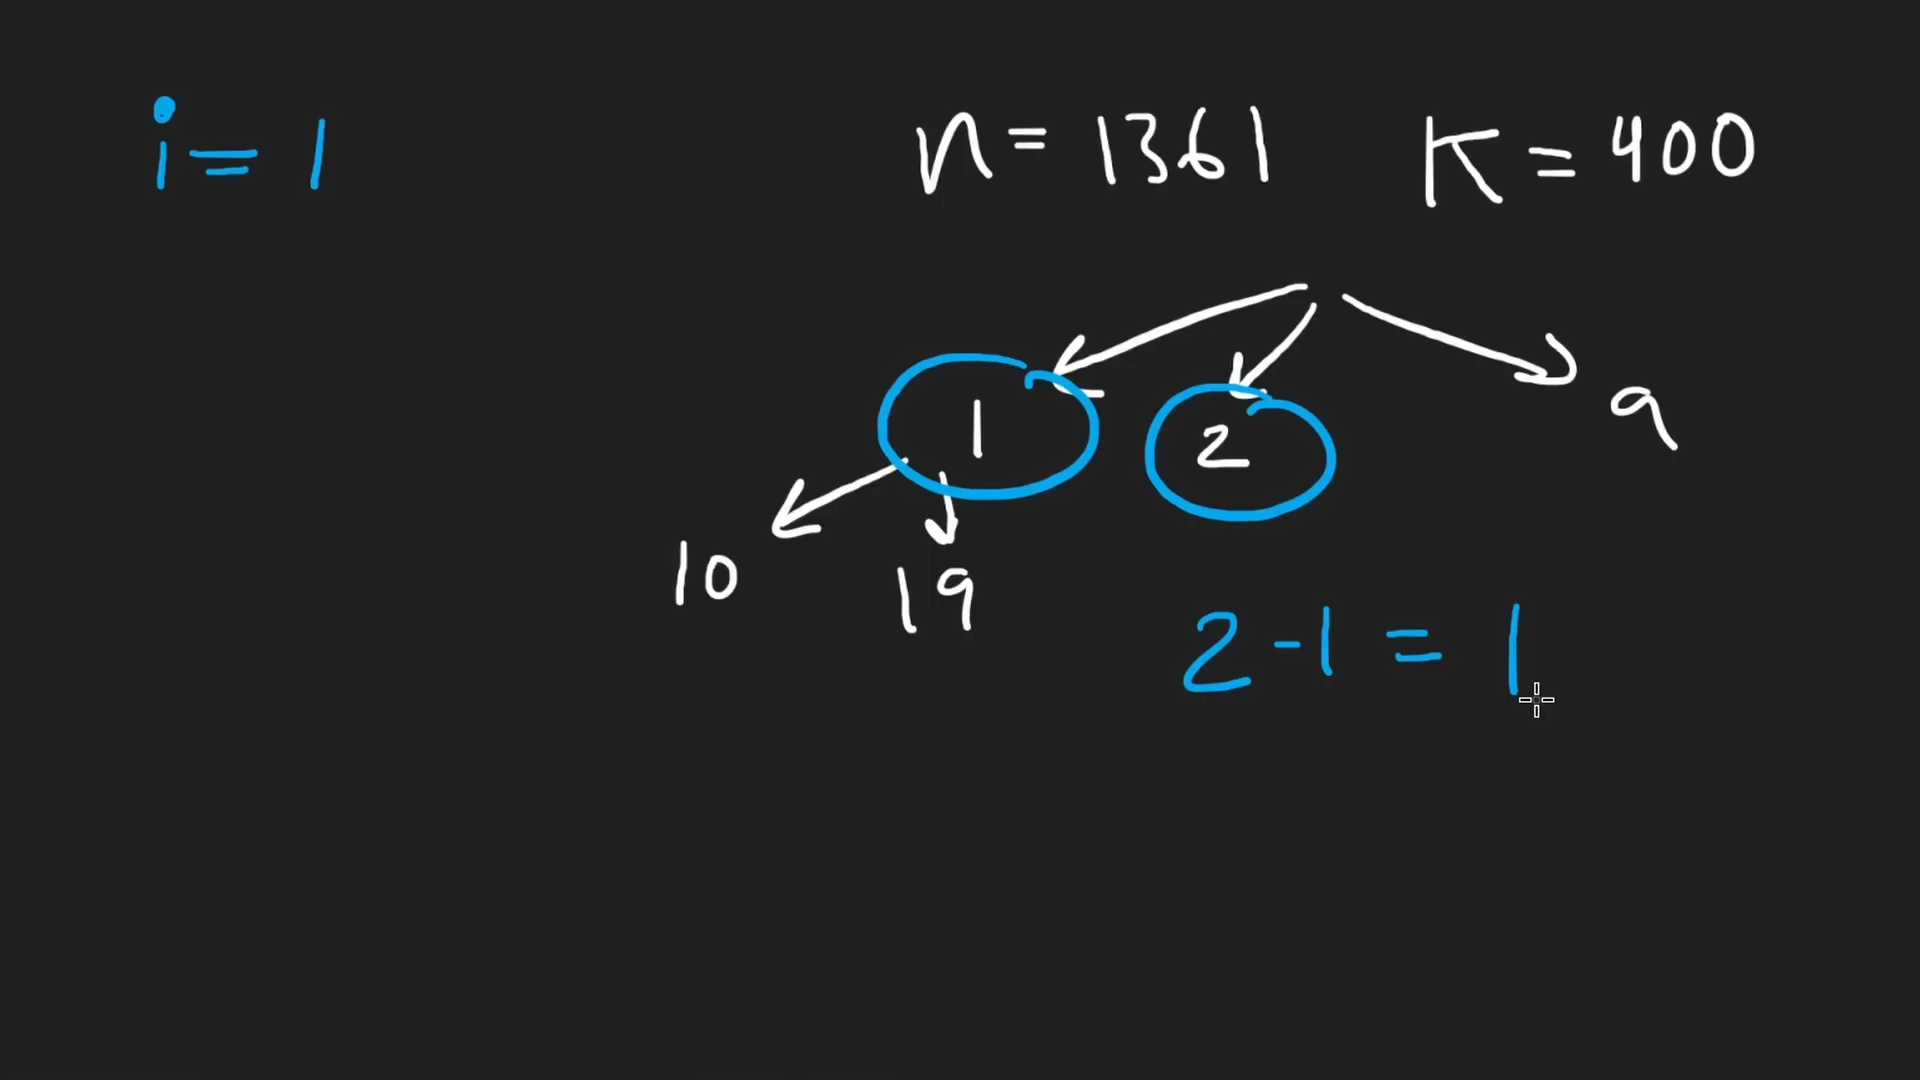 i = 1
n = 1361 K = 400
1 2 9
10 19
2 - 1 = 1